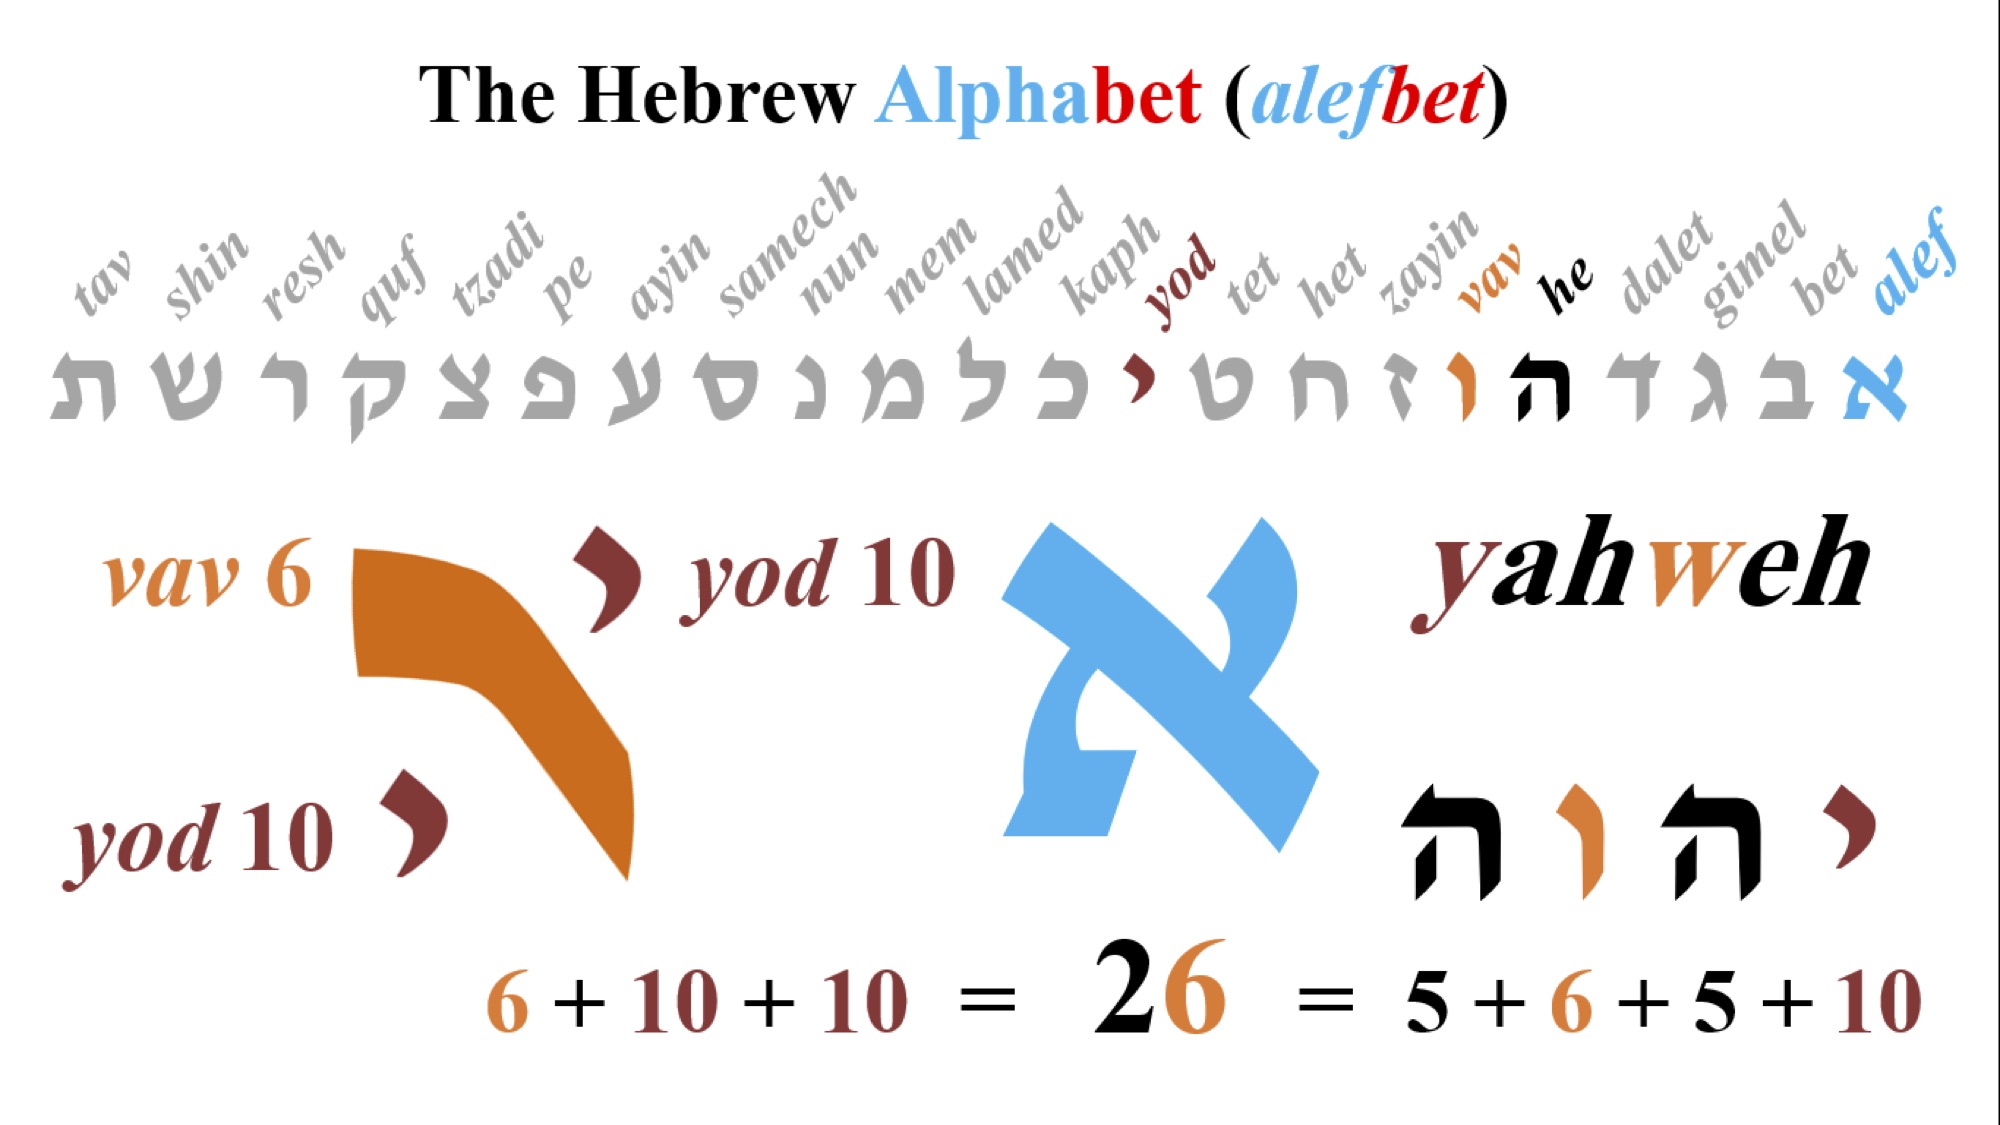 The Hebrew Alphabet (alefbet)
tav shin resh quf tzadi pe ayin samech nun mem lamed kaph yod tet het zayin vav he dalet gimel bet alef
א ב ג ד ה ו ז ח ט י כ ל מ נ ס ע פ צ ק ר ש ת
vav 6 ו י yod 10 א yahweh
yod 10 י י ה ו ה
6 + 10 + 10 = 26 = 5 + 6 + 5 + 10